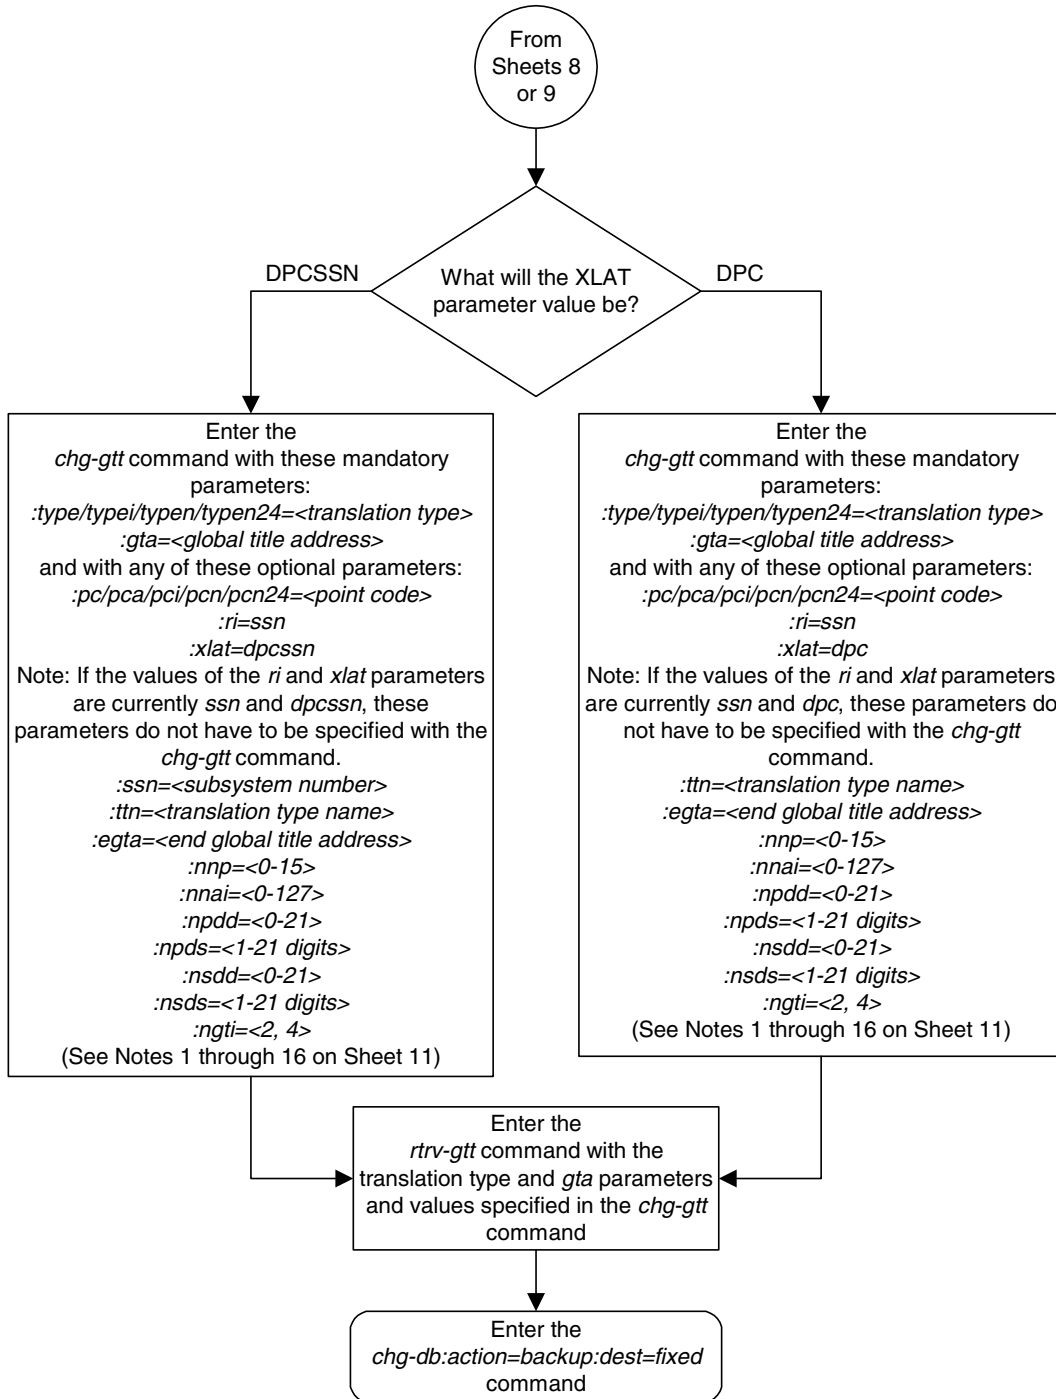 From
Sheets 8
or 9
What will the XLAT
parameter value be?
DPCSSN
DPC
Enter the
chg-gtt command with these mandatory
parameters:
:type/typei/typen/typen24=<translation type>
:gta=<global title address>
and with any of these optional parameters:
:pc/pca/pci/pcn/pcn24=<point code>
:ri=ssn
:xlat=dpcssn
Note: If the values of the ri and xlat parameters
are currently ssn and dpcssn, these
parameters do not have to be specified with the
chg-gtt command.
:ssn=<subsystem number>
:ttn=<translation type name>
:egta=<end global title address>
:nnp=<0-15>
:nnai=<0-127>
:npdd=<0-21>
:npds=<1-21 digits>
:nsdd=<0-21>
:nsds=<1-21 digits>
:ngti=<2, 4>
(See Notes 1 through 16 on Sheet 11)
Enter the
chg-gtt command with these mandatory
parameters:
:type/typei/typen/typen24=<translation type>
:gta=<global title address>
and with any of these optional parameters:
:pc/pca/pci/pcn/pcn24=<point code>
:ri=ssn
:xlat=dpc
Note: If the values of the ri and xlat parameters
are currently ssn and dpc, these parameters do
not have to be specified with the chg-gtt
command.
:ttn=<translation type name>
:egta=<end global title address>
:nnp=<0-15>
:nnai=<0-127>
:npdd=<0-21>
:npds=<1-21 digits>
:nsdd=<0-21>
:nsds=<1-21 digits>
:ngti=<2, 4>
(See Notes 1 through 16 on Sheet 11)
Enter the
rtrv-gtt command with the
translation type and gta parameters
and values specified in the chg-gtt
command
Enter the
chg-db:action=backup:dest=fixed
command